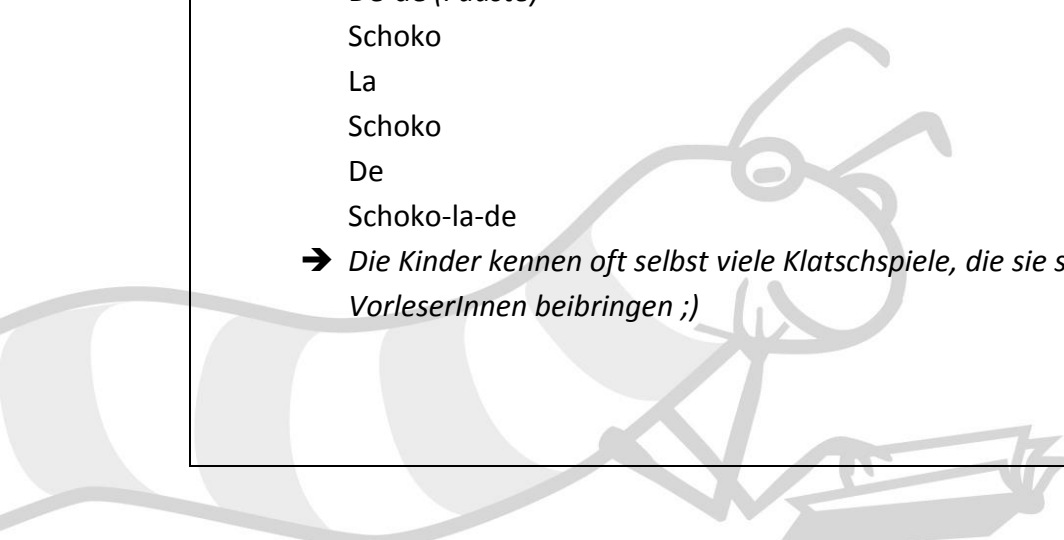 Schoko
La
Schoko
De
Schoko-la-de
➔ Die Kinder kennen oft selbst viele Klatschspiele, die sie
VorleserInnen beibringen ;)